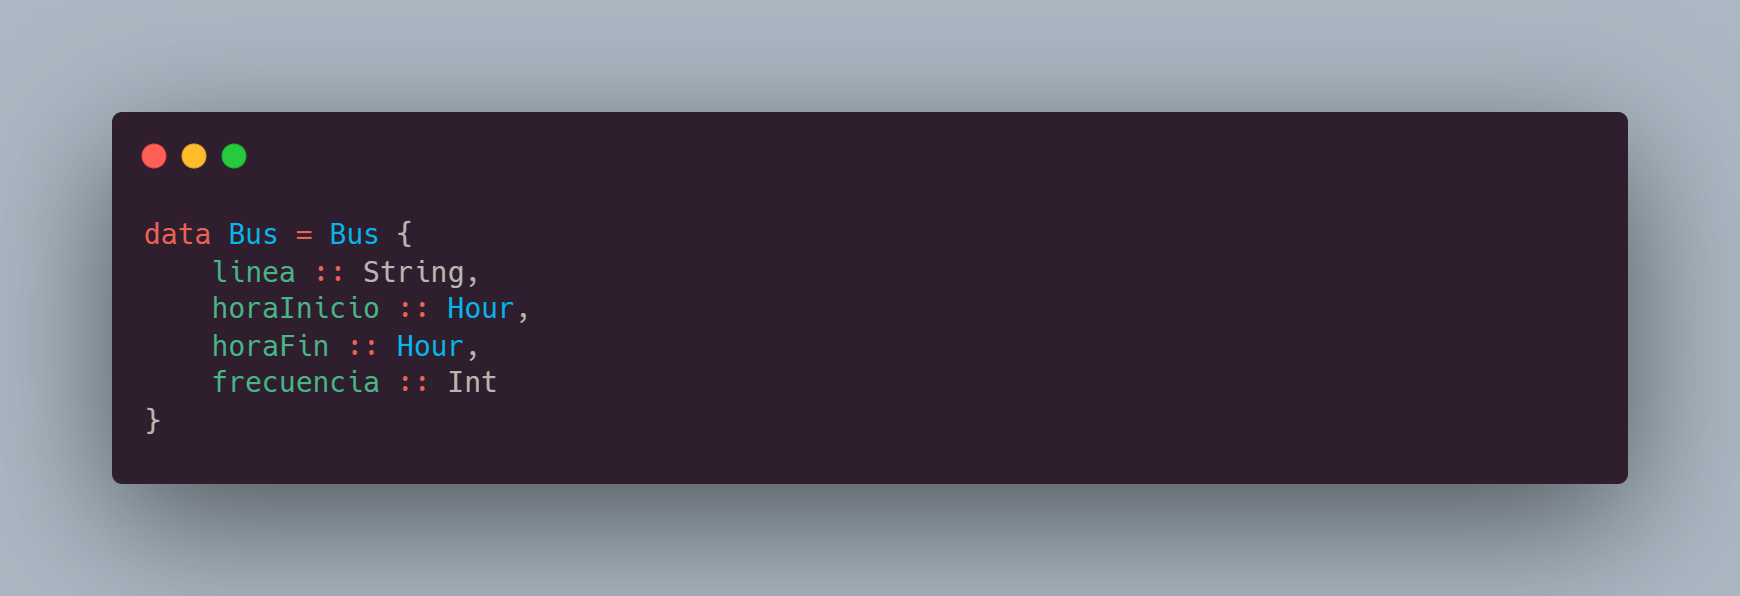 data Bus = Bus {
    linea :: String,
    horaInicio :: Hour,
    horaFin :: Hour,
    frecuencia :: Int
}